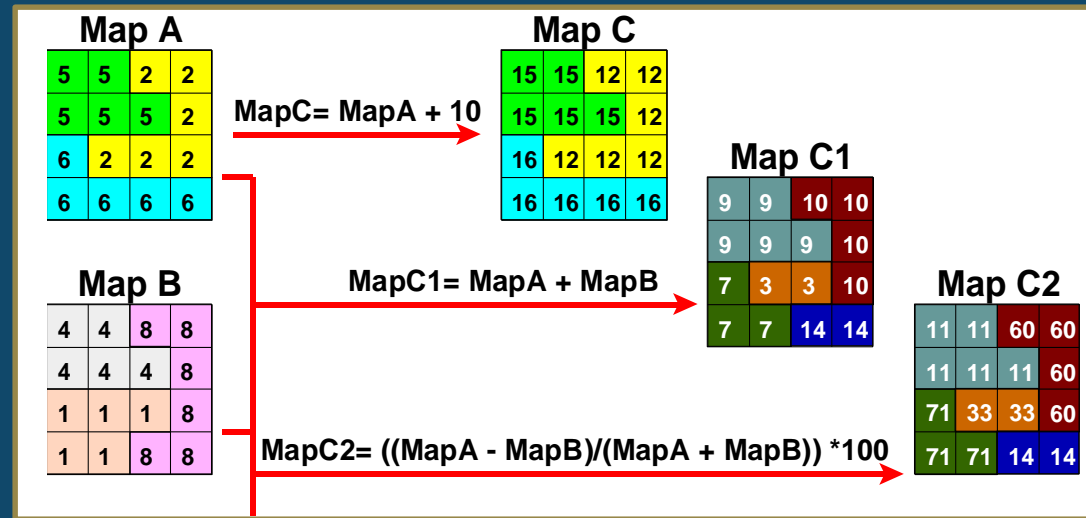 Map A
5 5 2 2
5 5 5 2
6 2 2 2
6 6 6 6
MapC= MapA + 10
Map C
15 15 12 12
15 15 15 12
16 12 12 12
16 16 16 16
Map B
4 4 8 8
4 4 4 8
1 1 1 8
1 1 8 8
MapC1= MapA + MapB
Map C1
9 9 10 10
9 9 9 10
7 3 3 10
7 7 14 14
MapC2= ((MapA - MapB)/(MapA + MapB)) *100
Map C2
11 11 60 60
11 11 11 60
71 33 33 60
71 71 14 14